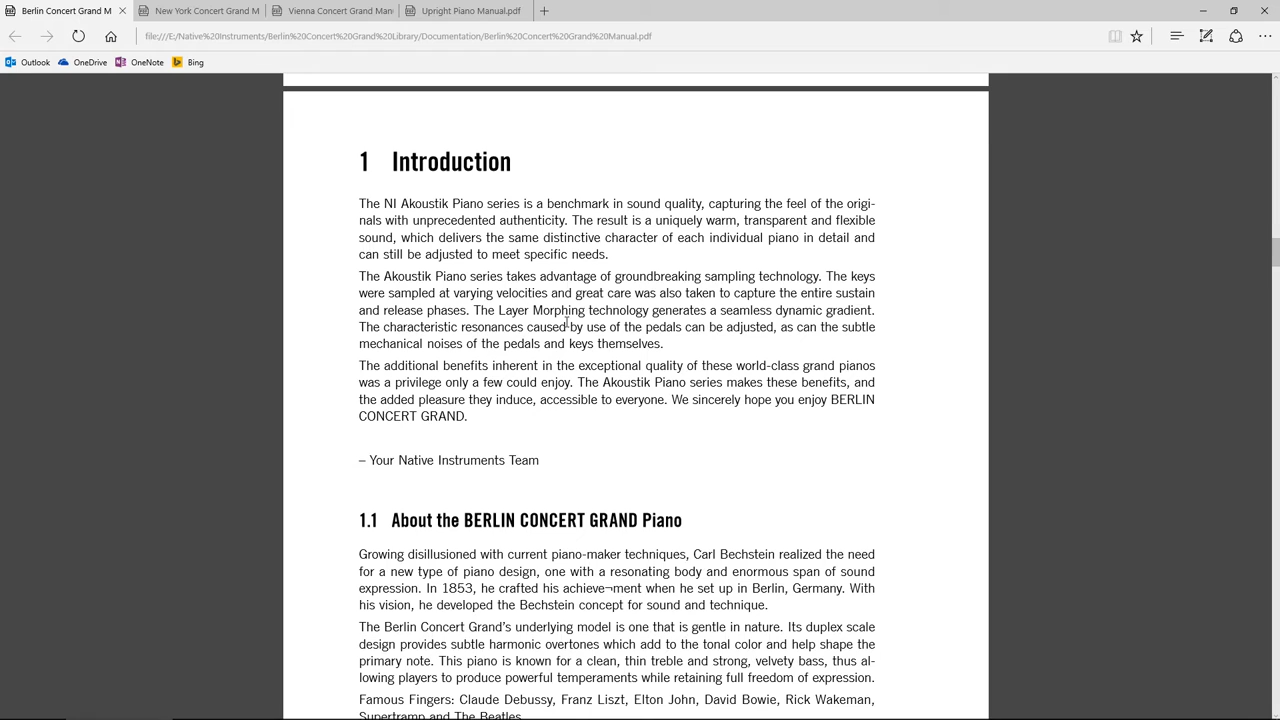 Berlin Concert Grand M
New York Concert Grand M
Vienna Concert Grand Man
Upright Piano Manual.pdf
file:///E:/Native%20Instruments/Berlin%20Concert%20Grand%20Library/Documentation/Berlin%20Concert%20Grand%20Manual.pdf
Outlook OneDrive OneNote Bing
1 Introduction
The NI Akoustik Piano series is a benchmark in sound quality, capturing the feel of the origi-
nals with unprecedented authenticity. The result is a uniquely warm, transparent and flexible
sound, which delivers the same distinctive character of each individual piano in detail and
can still be adjusted to meet specific needs.
The Akoustik Piano series takes advantage of groundbreaking sampling technology. The keys
were sampled at varying velocities and great care was also taken to capture the entire sustain
and release phases. The Layer Morphing technology generates a seamless dynamic gradient.
The characteristic resonances caused by use of the pedals can be adjusted, as can the subtle
mechanical noises of the pedals and keys themselves.
The additional benefits inherent in the exceptional quality of these world-class grand pianos
was a privilege only a few could enjoy. The Akoustik Piano series makes these benefits, and
the added pleasure they induce, accessible to everyone. We sincerely hope you enjoy BERLIN
CONCERT GRAND.
– Your Native Instruments Team
1.1 About the BERLIN CONCERT GRAND Piano
Growing disillusioned with current piano-maker techniques, Carl Bechstein realized the need
for a new type of piano design, one with a resonating body and enormous span of sound
expression. In 1853, he crafted his achieve¬ment when he set up in Berlin, Germany. With
his vision, he developed the Bechstein concept for sound and technique.
The Berlin Concert Grand's underlying model is one that is gentle in nature. Its duplex scale
design provides subtle harmonic overtones which add to the tonal color and help shape the
primary note. This piano is known for a clean, thin treble and strong, velvety bass, thus al-
lowing players to produce powerful temperaments while retaining full freedom of expression.
Famous Fingers: Claude Debussy, Franz Liszt, Elton John, David Bowie, Rick Wakeman,
Supertramp and The Beatles